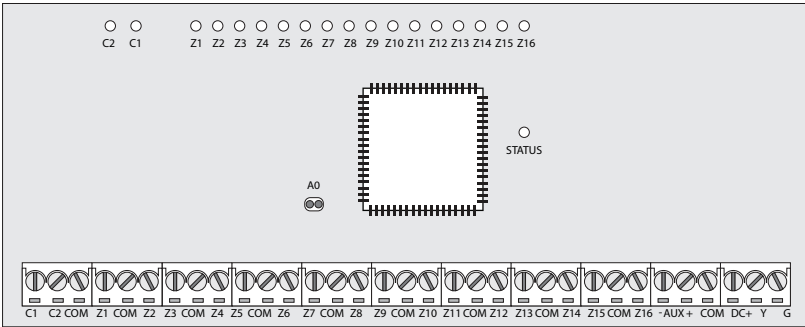 C2 C1 Z1 Z2 Z3 Z4 Z5 Z6 Z7 Z8 Z9 Z10 Z11 Z12 Z13 Z14 Z15 Z16
STATUS
A0
C1 C2 COM Z1 COM Z2 Z3 COM Z4 Z5 COM Z6 Z7 COM Z8 Z9 COM Z10 Z11 COM Z12 Z13 COM Z14 Z15 COM Z16 -AUX+ COM DC+ Y G